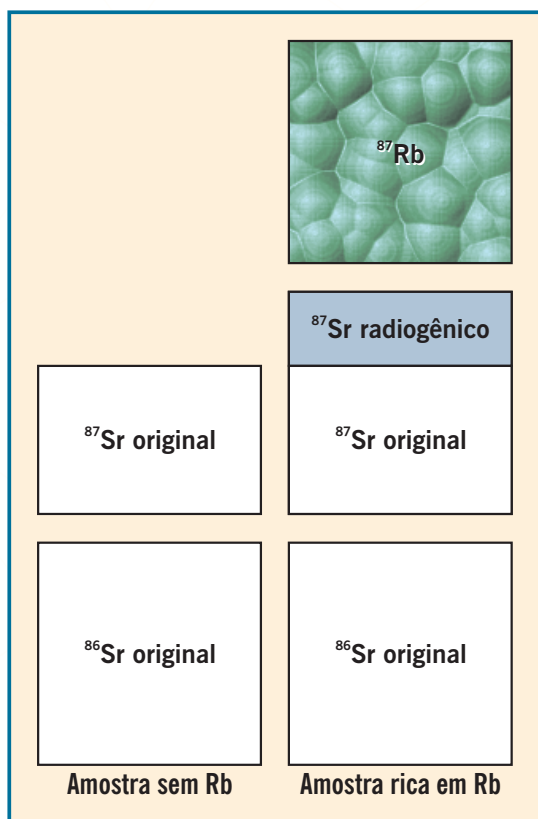 ⁸⁷Rb
⁸⁷Sr radiogênico
⁸⁷Sr original
⁸⁷Sr original
⁸⁶Sr original
⁸⁶Sr original
Amostra sem Rb
Amostra rica em Rb